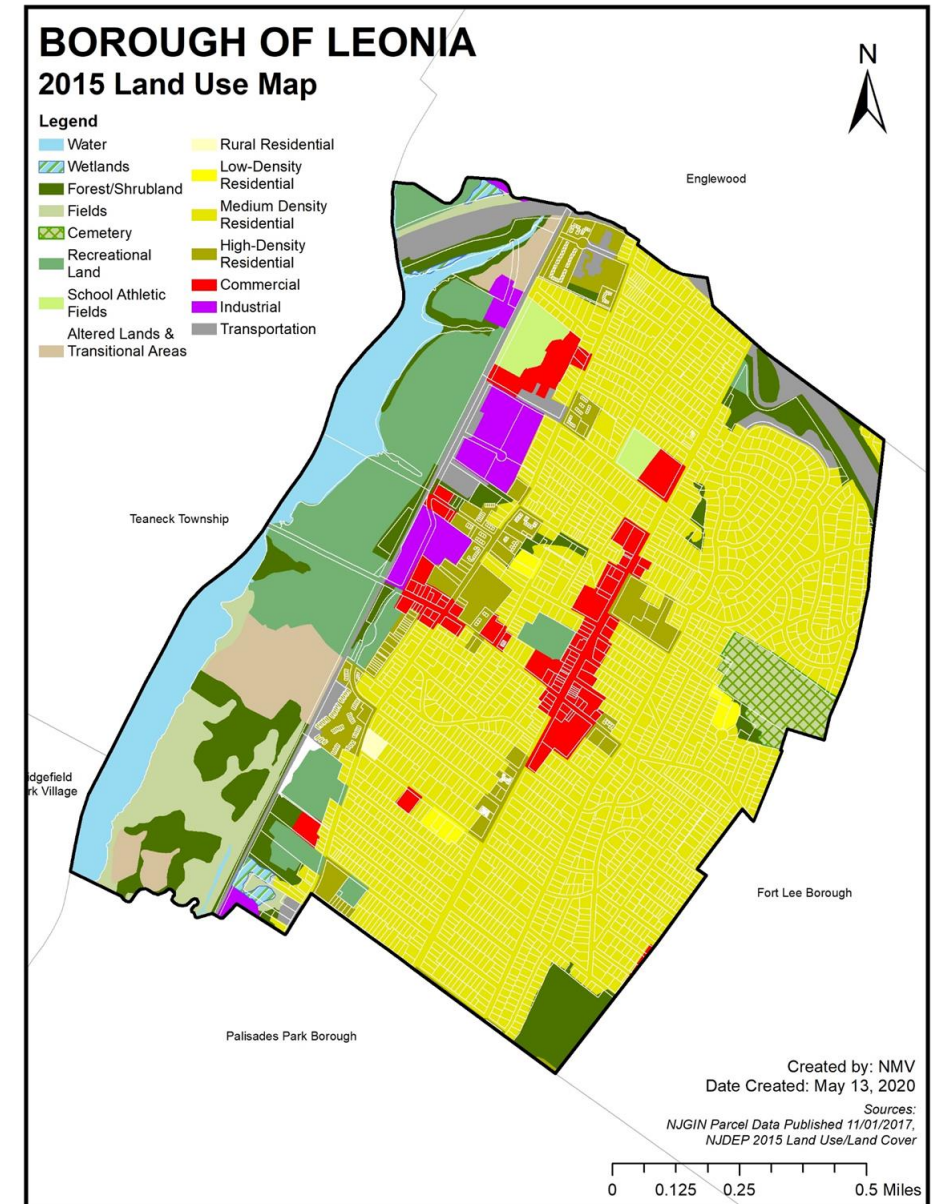 BOROUGH OF LEONIA
2015 Land Use Map
Legend
Water
Wetlands
Forest/Shrubland
Fields
Cemetery
Recreational
Land
School Athletic
Fields
Altered Lands &
Transitional Areas
Rural Residential
Low-Density
Residential
Medium Density
Residential
High-Density
Residential
Commercial
Industrial
Transportation
N
Englewood
Teaneck Township
idgefield
rk Village
Fort Lee Borough
Palisades Park Borough
Created by: NMV
Date Created: May 13, 2020
Sources:
NJGIN Parcel Data Published 11/01/2017,
NJDEP 2015 Land Use/Land Cover
0 0.125 0.25 0.5 Miles